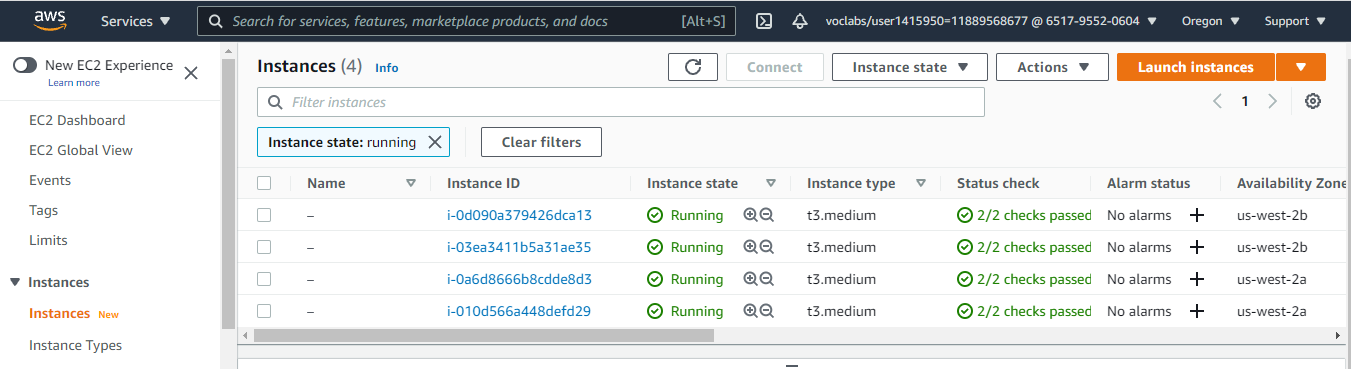 aws Services Search for services, features, marketplace products, and docs [Alt+S] voclabs/user1415950=11889568677 @ 6517-9552-0604 Oregon Support
New EC2 Experience
Learn more
EC2 Dashboard
EC2 Global View
Events
Tags
Limits
Instances
Instances New
Instance Types
Instances (4) Info Connect Instance state Actions Launch instances
Filter instances 1
Instance state: running Clear filters
Name Instance ID Instance state Instance type Status check Alarm status Availability Zone
– i-0d090a379426dca13 Running t3.medium 2/2 checks passed No alarms + us-west-2b
– i-03ea3411b5a31ae35 Running t3.medium 2/2 checks passed No alarms + us-west-2b
– i-0a6d8666b8cdde8d3 Running t3.medium 2/2 checks passed No alarms + us-west-2a
– i-010d566a448defd29 Running t3.medium 2/2 checks passed No alarms + us-west-2a